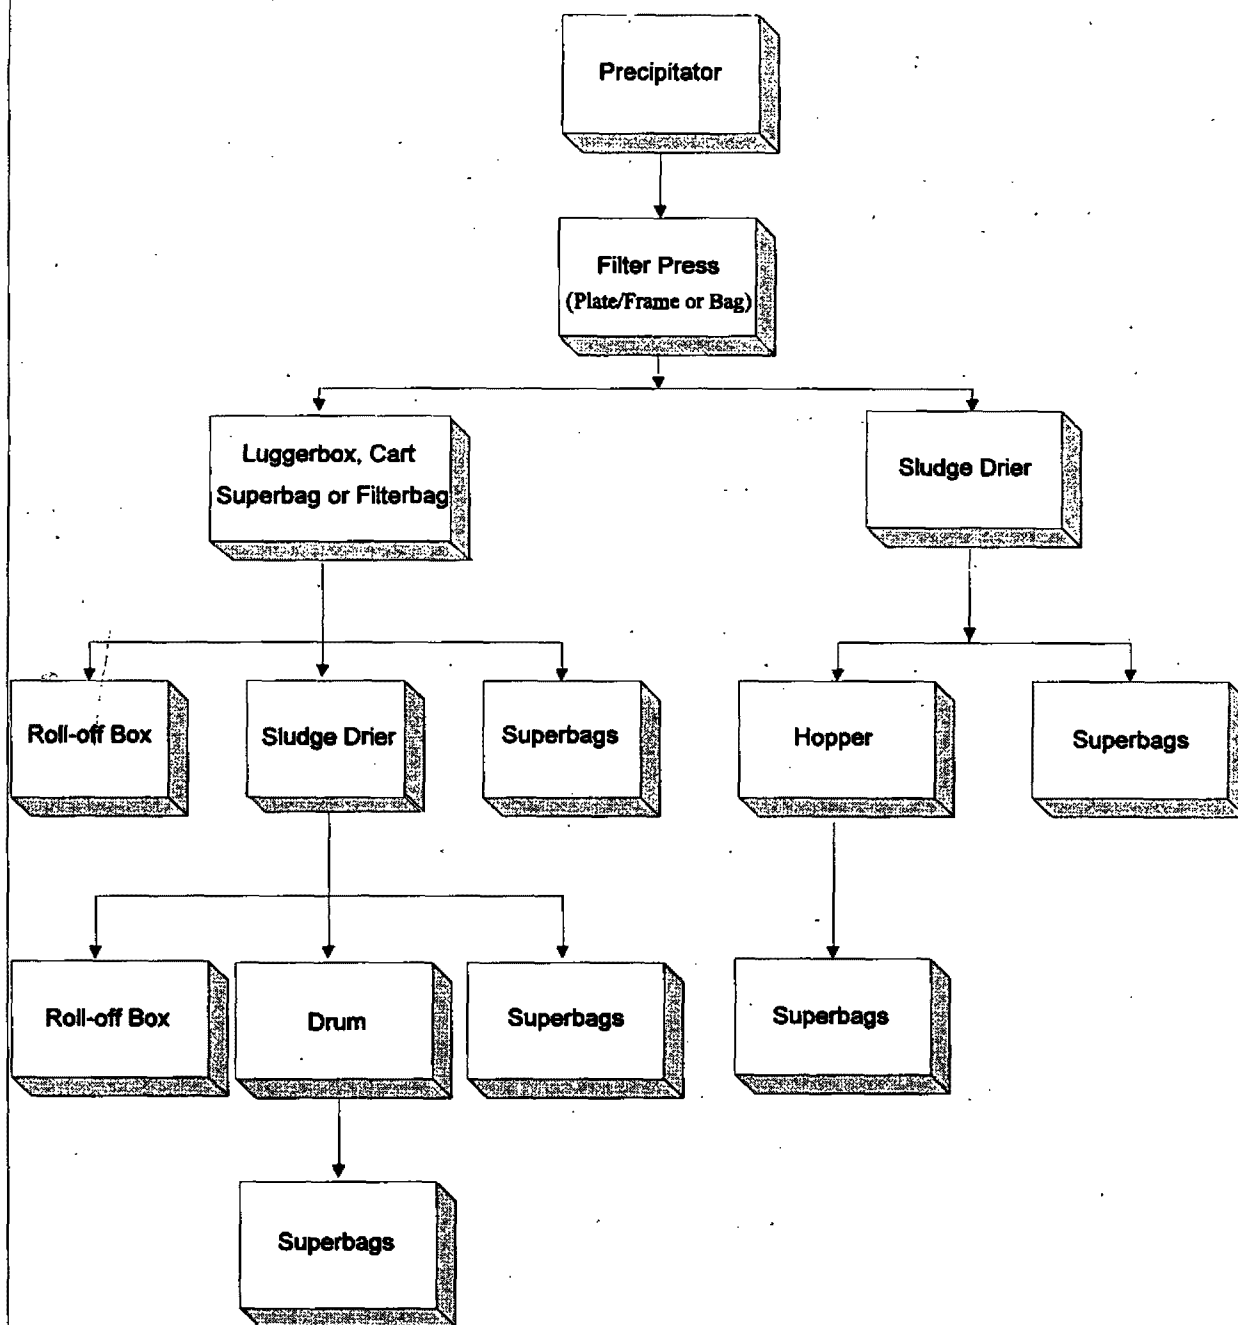 Precipitator
Filter Press
(Plate/Frame or Bag)
Luggerbox, Cart
Superbag or Filterbag
Sludge Drier
Roll-off Box
Sludge Drier
Superbags
Hopper
Superbags
Roll-off Box
Drum
Superbags
Superbags
Superbags